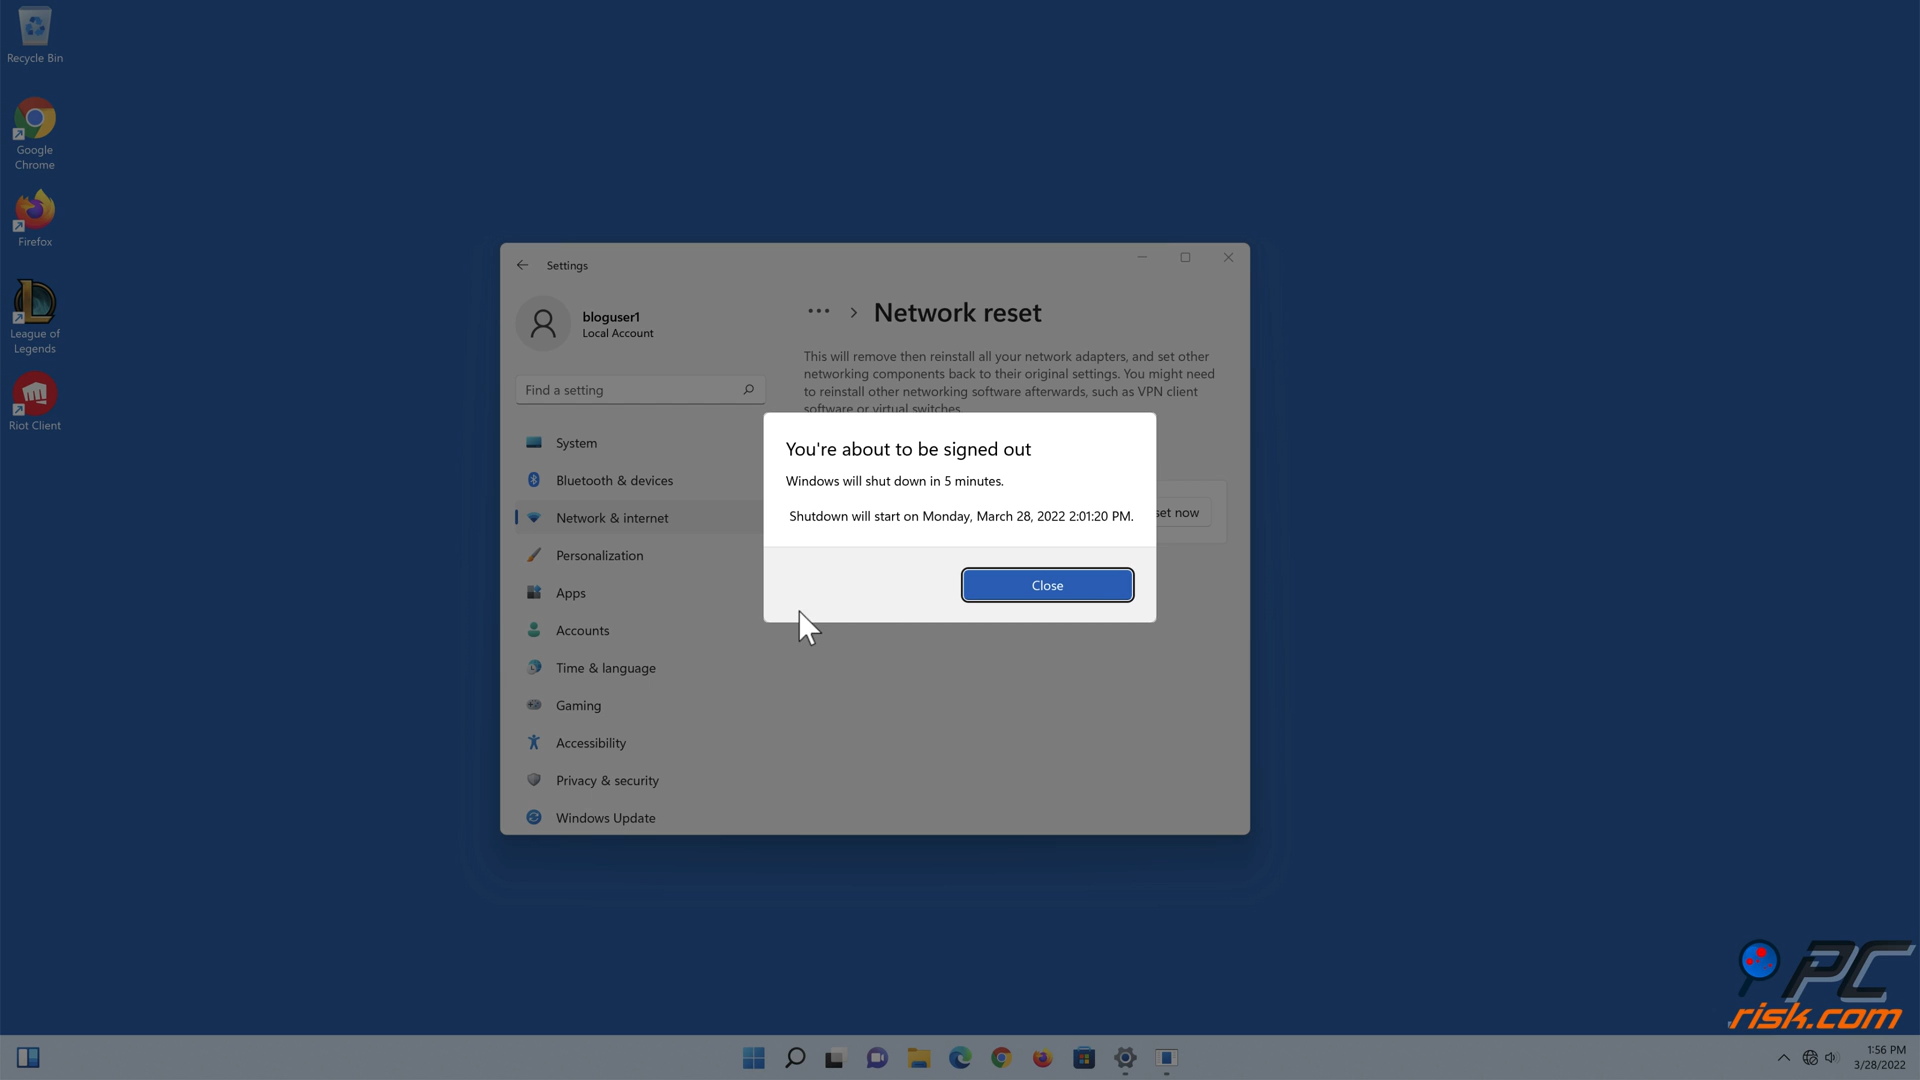 Recycle Bin
Google
Chrome
Firefox
League of
Legends
Riot Client
Settings
bloguser1
Local Account
Find a setting
System
Bluetooth & devices
Network & internet
Personalization
Apps
Accounts
Time & language
Gaming
Accessibility
Privacy & security
Windows Update
··· > Network reset
This will remove then reinstall all your network adapters, and set other
networking components back to their original settings. You might need
to reinstall other networking software afterwards, such as VPN client
software or virtual switches.
You're about to be signed out
Windows will shut down in 5 minutes.
Shutdown will start on Monday, March 28, 2022 2:01:20 PM.
set now
Close
PC
risk.com
1:56 PM
3/28/2022